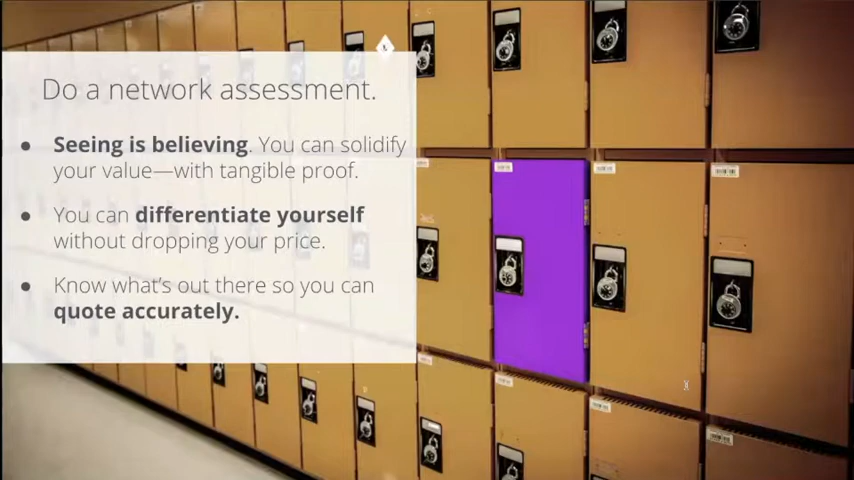 Do a network assessment.
● Seeing is believing. You can solidify
your value—with tangible proof.
● You can differentiate yourself
without dropping your price.
● Know what's out there so you can
quote accurately.